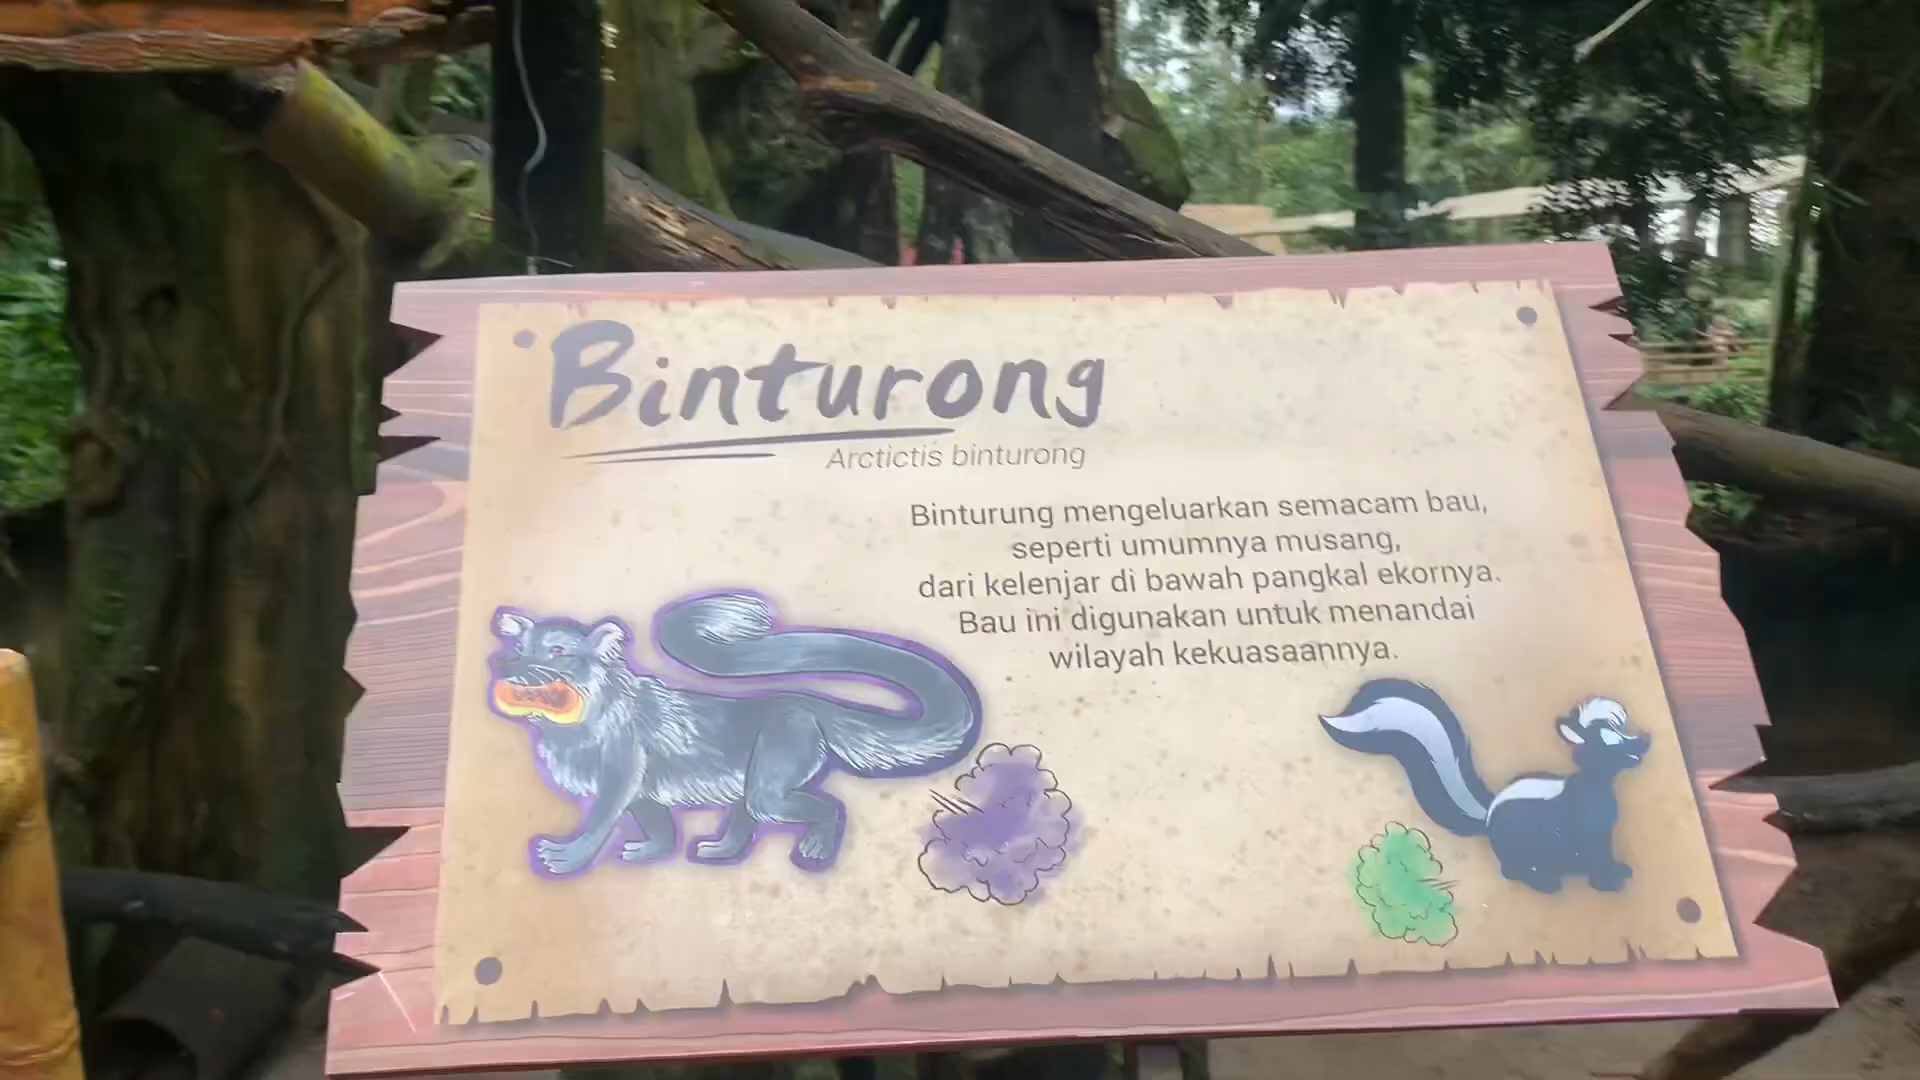 Binturong
Arctictis binturong
Binturung mengeluarkan semacam bau,
seperti umumnya musang,
dari kelenjar di bawah pangkal ekornya.
Bau ini digunakan untuk menandai
wilayah kekuasaannya.